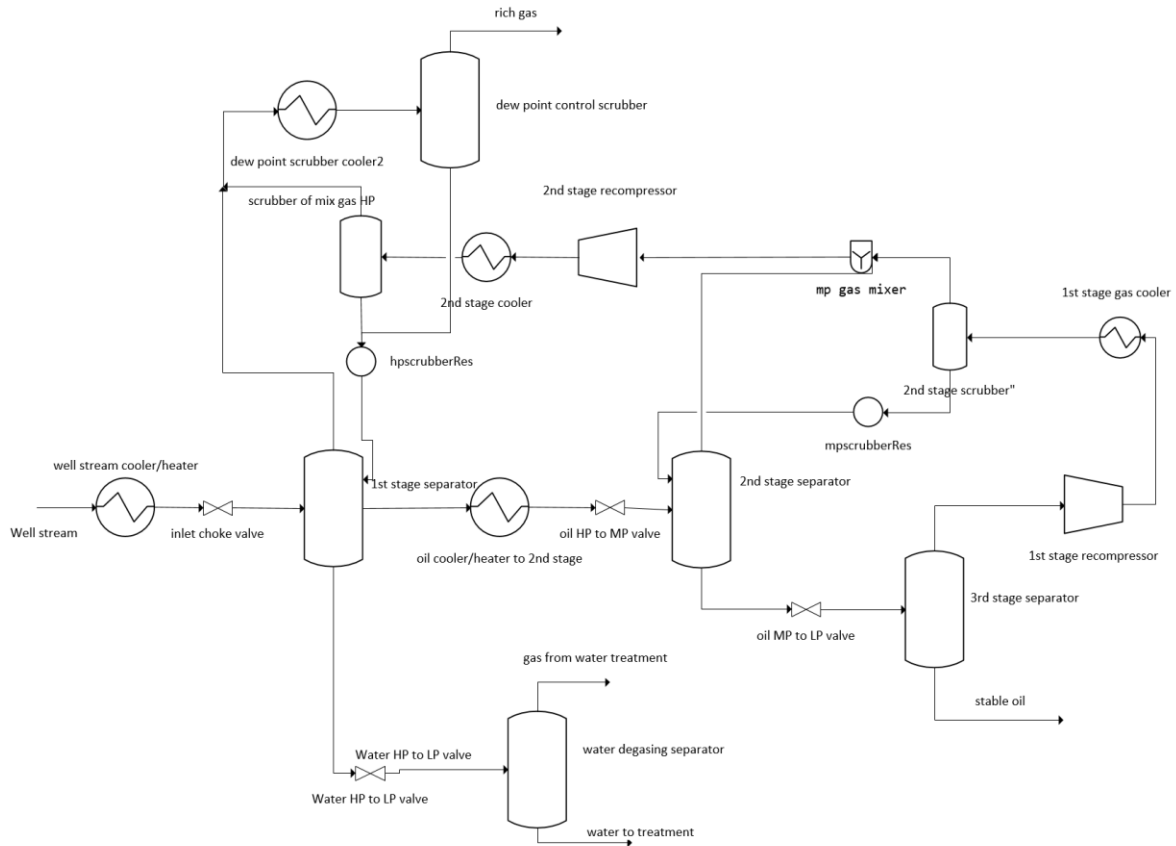 rich gas
dew point control scrubber
dew point scrubber cooler2
scrubber of mix gas HP
2nd stage recompressor
2nd stage cooler
mp gas mixer
1st stage gas cooler
hpscrubberRes
2nd stage scrubber"
mpscrubberRes
well stream cooler/heater
1st stage separator
2nd stage separator
Well stream
inlet choke valve
oil HP to MP valve
oil cooler/heater to 2nd stage
1st stage recompressor
3rd stage separator
oil MP to LP valve
gas from water treatment
stable oil
water degasing separator
Water HP to LP valve
Water HP to LP valve
water to treatment